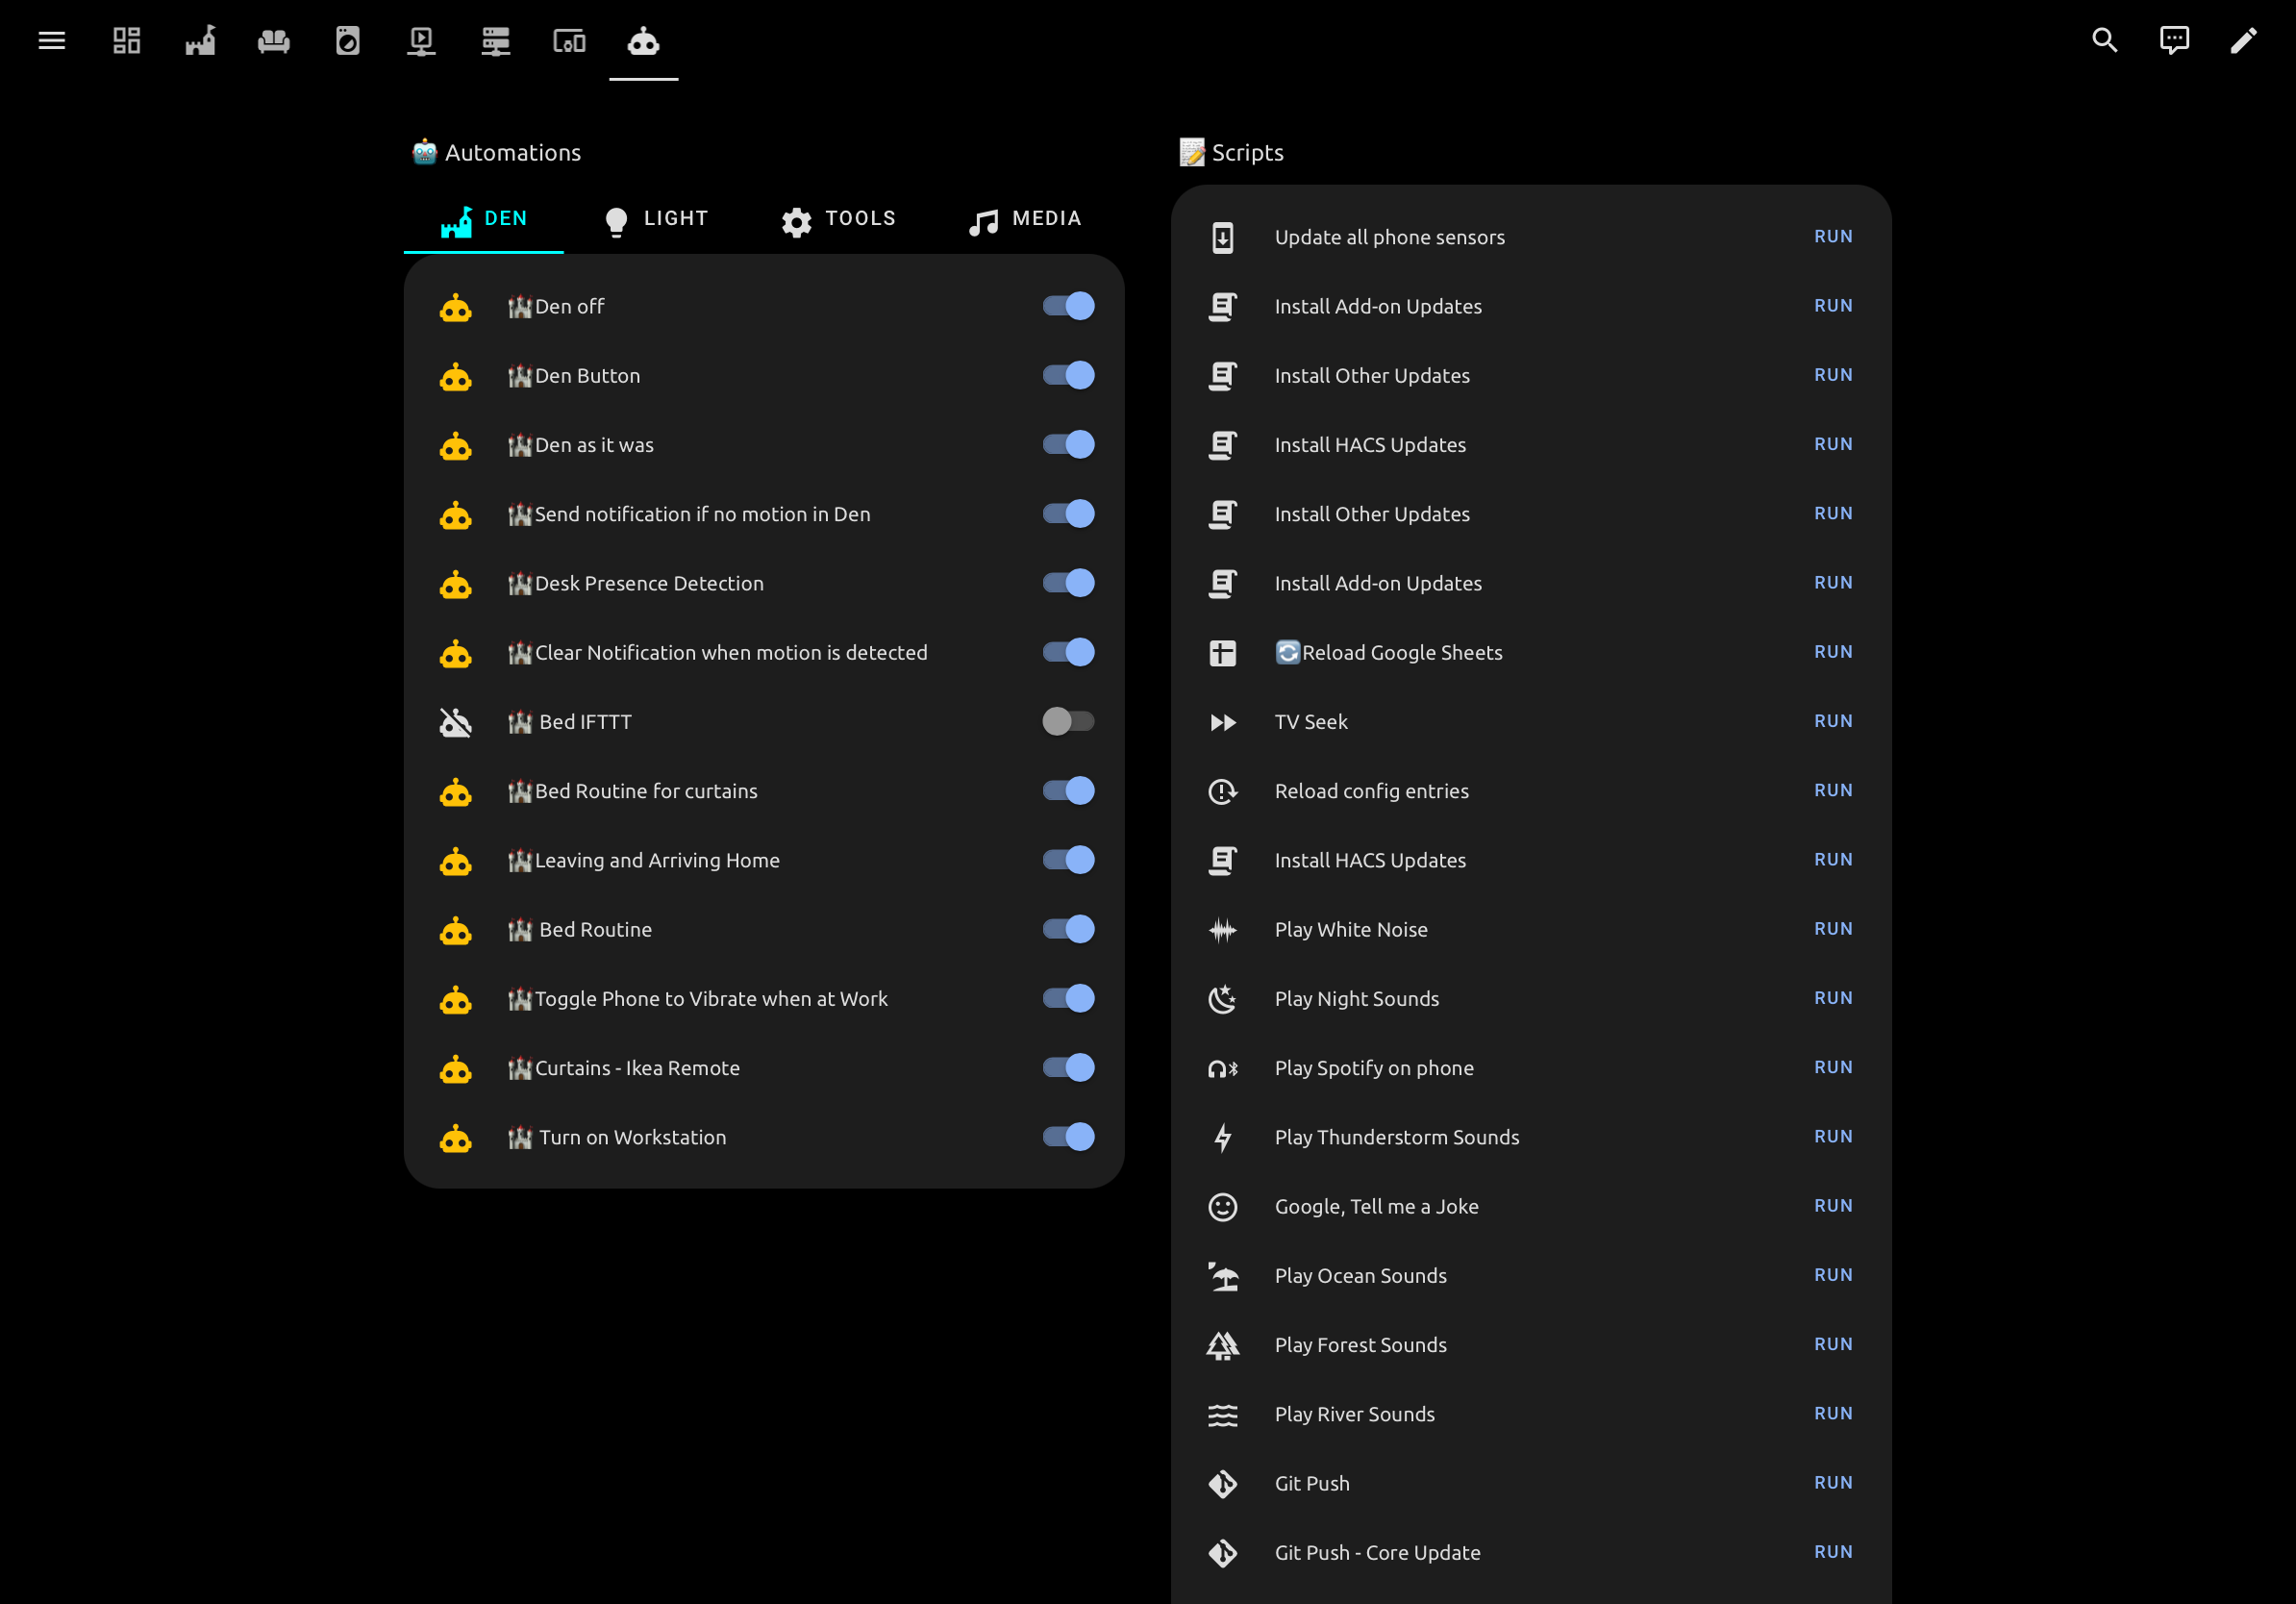 Automations
DEN
LIGHT
TOOLS
MEDIA
Den off
Den Button
Den as it was
Send notification if no motion in Den
Desk Presence Detection
Clear Notification when motion is detected
Bed IFTTT
Bed Routine for curtains
Leaving and Arriving Home
Bed Routine
Toggle Phone to Vibrate when at Work
Curtains - Ikea Remote
Turn on Workstation
Scripts
Update all phone sensors RUN
Install Add-on Updates RUN
Install Other Updates RUN
Install HACS Updates RUN
Install Other Updates RUN
Install Add-on Updates RUN
Reload Google Sheets RUN
TV Seek RUN
Reload config entries RUN
Install HACS Updates RUN
Play White Noise RUN
Play Night Sounds RUN
Play Spotify on phone RUN
Play Thunderstorm Sounds RUN
Google, Tell me a Joke RUN
Play Ocean Sounds RUN
Play Forest Sounds RUN
Play River Sounds RUN
Git Push RUN
Git Push - Core Update RUN